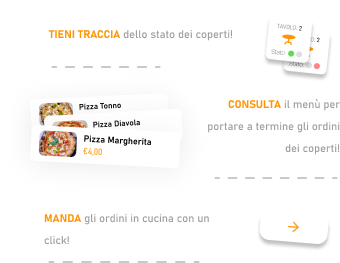 TIENI TRACCIA dello stato dei coperti!
TAVOLO: 2
Stato:
2
Stato:
Pizza Tonno
Pizza Diavola
Pizza Margherita
€4,00
CONSULTA il menù per
portare a termine gli ordini
dei coperti!
MANDA gli ordini in cucina con un
click!